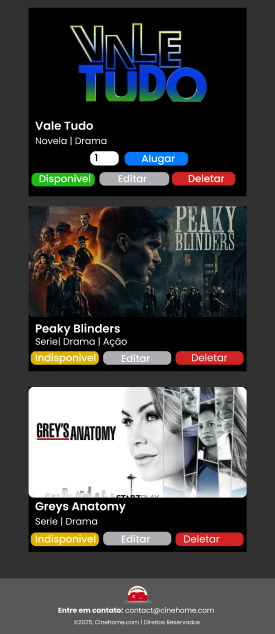 VALE
TUDO
Vale Tudo
Novela | Drama
1
Alugar
Disponível
Editar
Deletar
PEAKY
BLINDERS
Peaky Blinders
Serie| Drama | Ação
Indisponivel
Editar
Deletar
GREY'S ANATOMY
STARZPLAY
Greys Anatomy
Serie | Drama
Indisponivel
Editar
Deletar
Entre em contato: contact@cinehome.com
©2025, Cinehome.com | Direitos Reservados